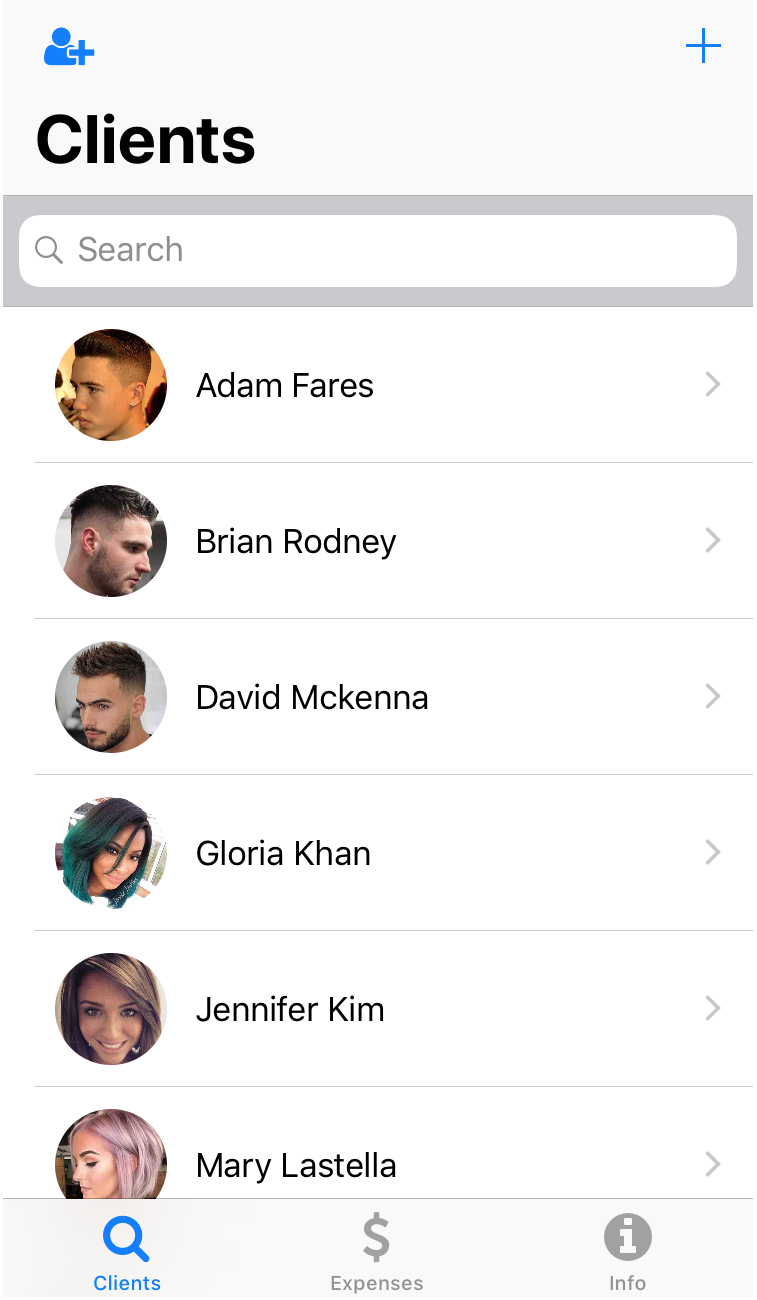 Clients
Search
Adam Fares
Brian Rodney
David Mckenna
Gloria Khan
Jennifer Kim
Mary Lastella
Clients
Expenses
Info